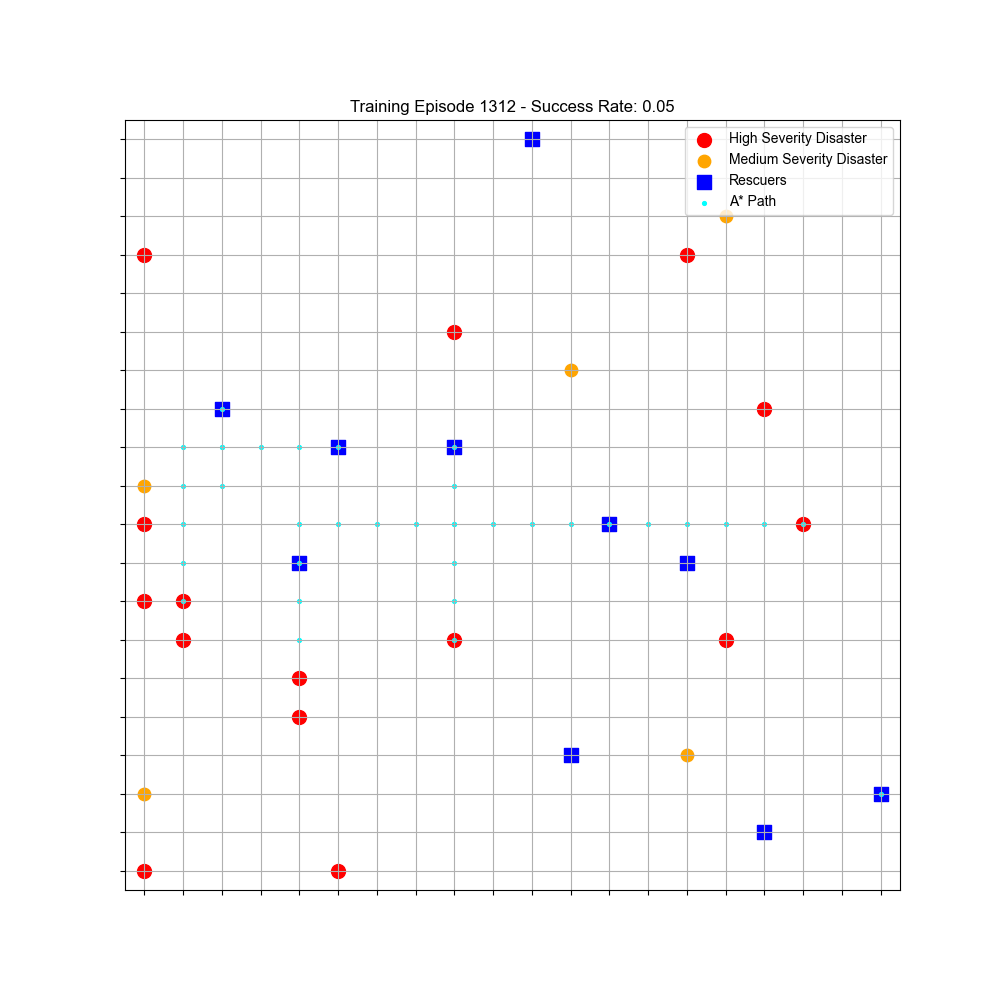 Training Episode 1312 - Success Rate: 0.05
High Severity Disaster
Medium Severity Disaster
Rescuers
A* Path